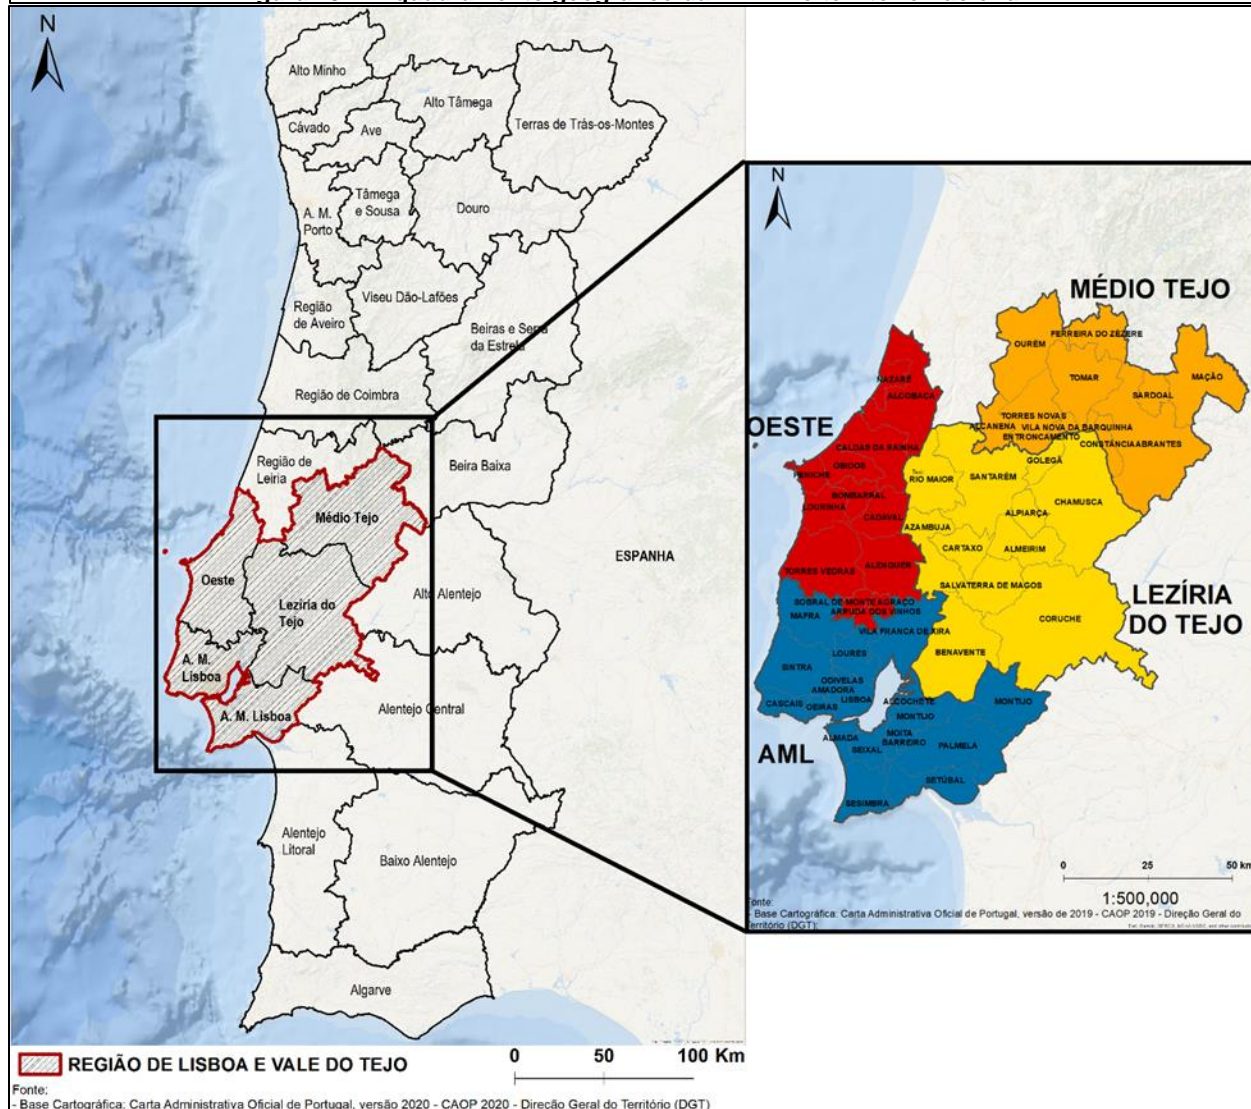 N
Alto Minho
Alto Tâmega
Terras de Trás-os-Montes
Cávado
Ave
Tâmega
e Sousa
Douro
A. M.
Porto
Viseu Dão-Lafões
Região
de Aveiro
Beiras e Serra
da Estrela
Região de Coimbra
Região de
Leiria
Beira Baixa
Médio Tejo
ESPANHA
Oeste
Lezíria do
Tejo
Alto Alentejo
A. M.
Lisboa
A. M. Lisboa
Alentejo Central
Alentejo
Litoral
Baixo Alentejo
Algarve
REGIÃO DE LISBOA E VALE DO TEJO
0 50 100 Km
Fonte:
- Base Cartográfica: Carta Administrativa Oficial de Portugal, versão 2020 - CAOP 2020 - Direção Geral do Território (DGT)
N
MÉDIO TEJO
FERREIRA DO ZÊZERE
OURÉM
TOMAR
MAÇÃO
SARDOAL
NAZARÉ
ALCOBAÇA
TORRES NOVAS
ALCANENA
VILA NOVA DA BARQUINHA
ENTRONCAMENTO
CONSTÂNCIA
ABRANTES
OESTE
CALDAS DA RAINHA
GOLEGÃ
ÓBIDOS
PENICHE
RIO MAIOR
SANTARÉM
CHAMUSCA
BOMBARRAL
LOURINHÃ
CADAVAL
ALPIARÇA
AZAMBUJA
CARTAXO
ALMEIRIM
ALENQUER
TORRES VEDRAS
SALVATERRA DE MAGOS
LEZÍRIA
DO TEJO
SOBRAL DE MONTE AGRAÇO
ARRUDA DOS VINHOS
MAFRA
CORUCHE
VILA FRANCA DE XIRA
LOURES
BENAVENTE
SINTRA
ODIVELAS
AMADORA
LISBOA
CASCAIS
OEIRAS
ALCOCHETE
MONTIJO
MONTIJO
ALMADA
MOITA
BARREIRO
SEIXAL
PALMELA
AML
SETÚBAL
SESIMBRA
0 25 50 km
1:500,000
Fonte:
- Base Cartográfica: Carta Administrativa Oficial de Portugal, versão de 2019 - CAOP 2019 - Direção Geral do
Território (DGT);